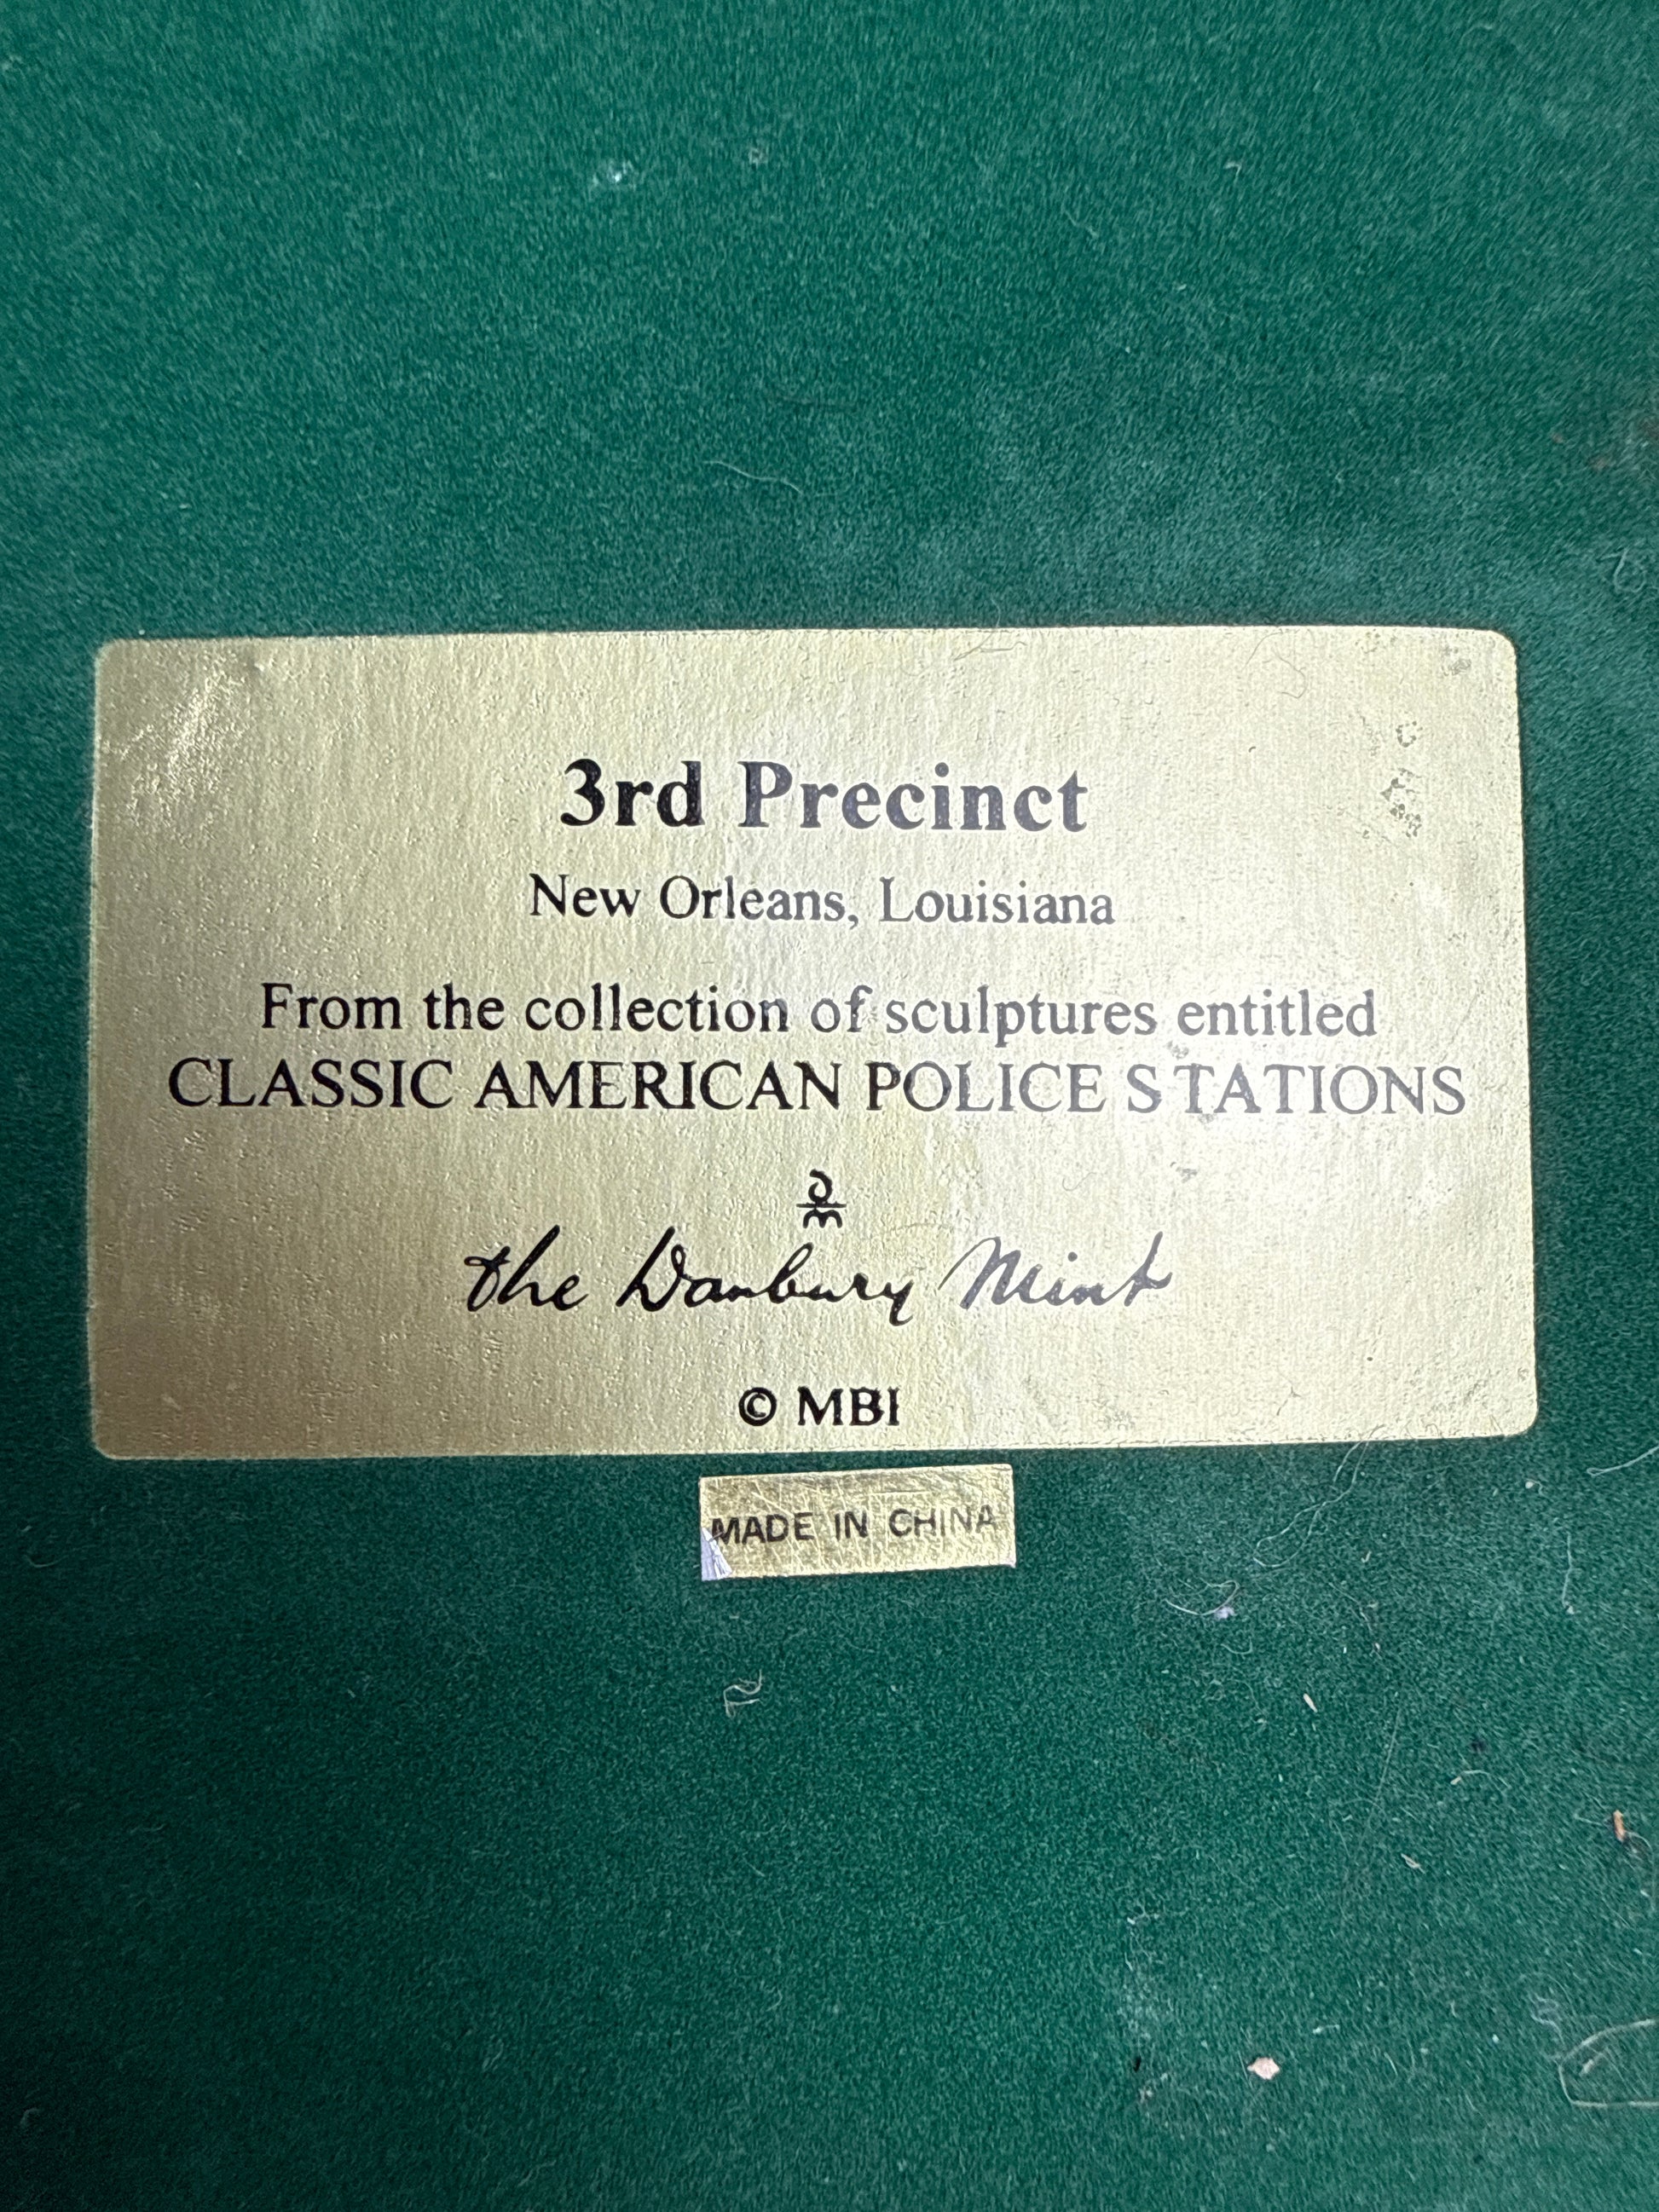 3rd Precinct
New Orleans, Louisiana
From the collection of sculptures entitled
CLASSIC AMERICAN POLICE STATIONS
the Danbury Mint
© MBI
MADE IN CHINA